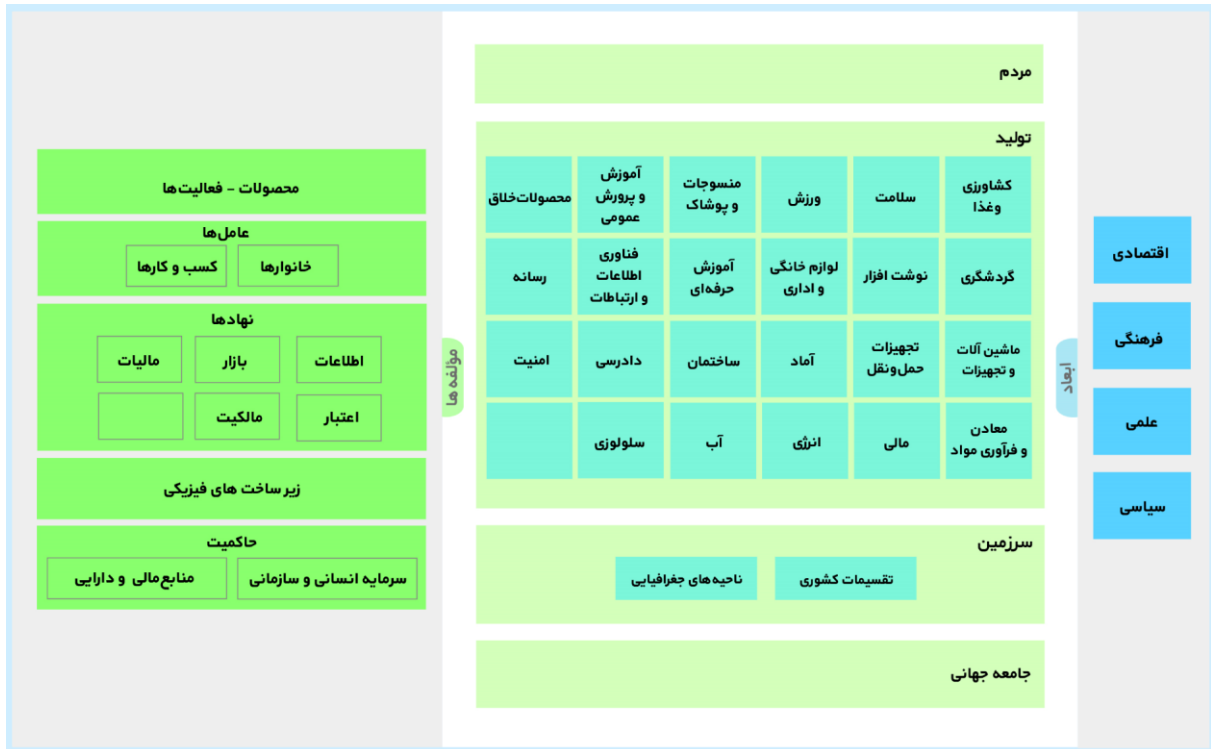 مردم
تولید
کشاورزی
وغذا
سلامت
ورزش
منسوجات
و پوشاک
آموزش
و پرورش
عمومی
محصولات‌خلاق
گردشگری
نوشت افزار
لوازم خانگی
و اداری
آموزش
حرفه‌ای
فناوری
اطلاعات
و ارتباطات
رسانه
ماشین آلات
و تجهیزات
تجهیزات
حمل‌ونقل
آماد
ساختمان
دادرسی
امنیت
معادن
و فرآوری مواد
مالی
انرژی
آب
سلولوزی
سرزمین
تقسیمات کشوری
ناحیه‌های جغرافیایی
جامعه جهانی
ابعاد
اقتصادی
فرهنگی
علمی
سیاسی
مؤلفه ها
محصولات - فعالیت‌ها
عامل‌ها
خانوارها
کسب و کارها
نهادها
اطلاعات
بازار
مالیات
اعتبار
مالکیت
زیر ساخت های فیزیکی
حاکمیت
سرمایه انسانی و سازمانی
منابع‌مالی و دارایی